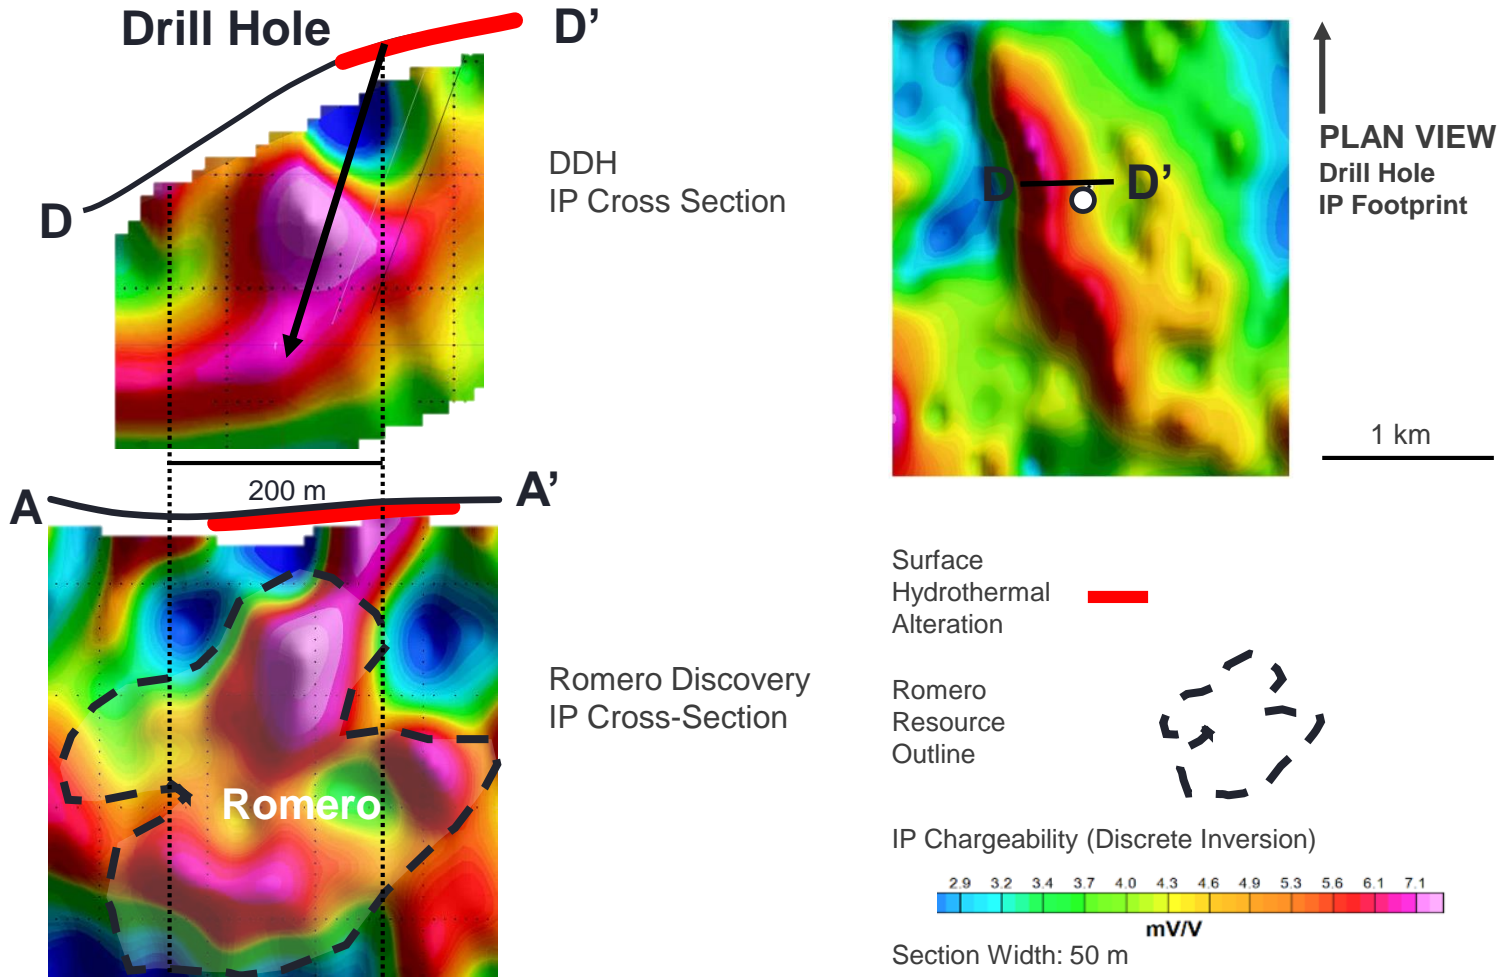 Drill Hole
D’
D
DDH
IP Cross Section
D
D’
PLAN VIEW
Drill Hole
IP Footprint
1 km
200 m
A
A’
Romero Discovery
IP Cross-Section
Romero
Surface
Hydrothermal
Alteration
Romero
Resource
Outline
IP Chargeability (Discrete Inversion)
2.9 3.2 3.4 3.7 4.0 4.3 4.6 4.9 5.3 5.6 6.1 7.1
mV/V
Section Width: 50 m